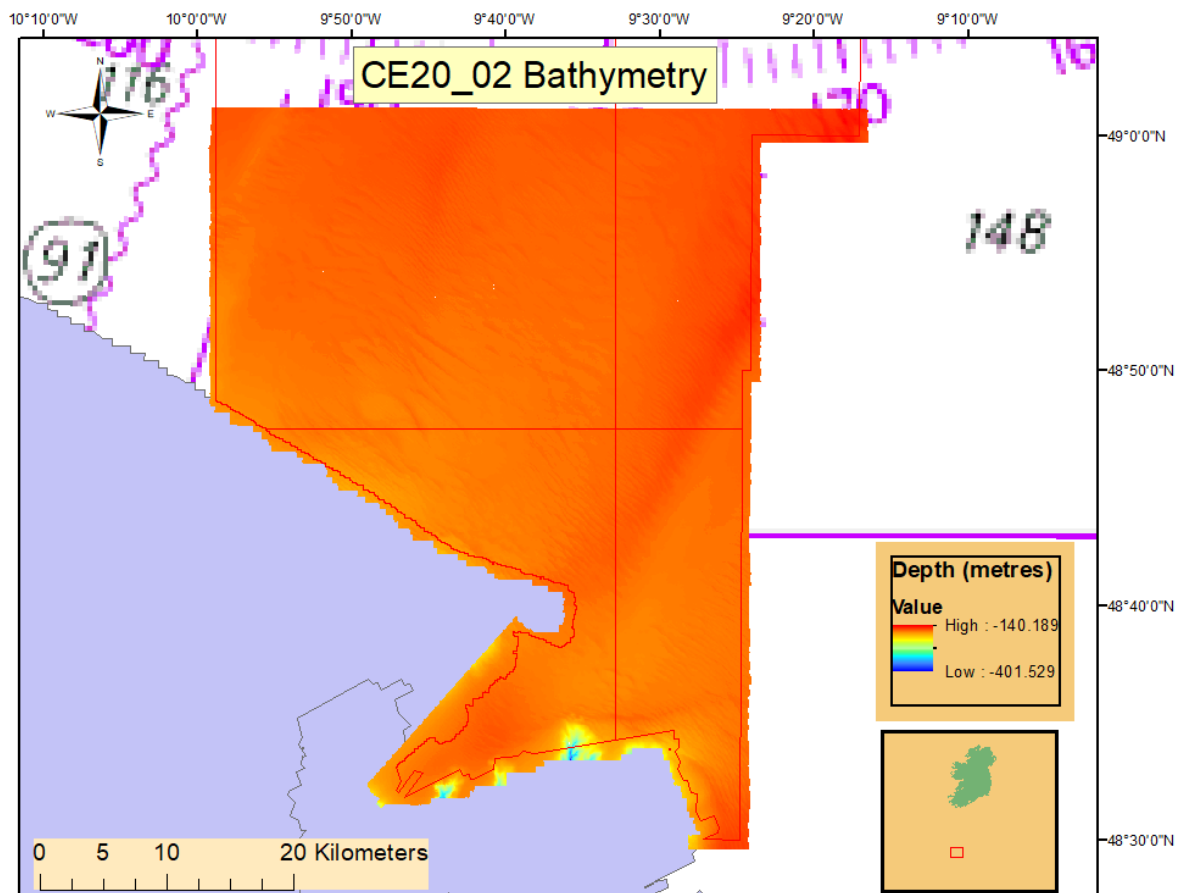 10°10'0"W 10°0'0"W 9°50'0"W 9°40'0"W 9°30'0"W 9°20'0"W 9°10'0"W
CE20_02 Bathymetry
N
116
W E
S
49°0'0"N
148
91
48°50'0"N
Depth (metres)
Value
High : -140.189
48°40'0"N
Low : -401.529
0 5 10 20 Kilometers
48°30'0"N